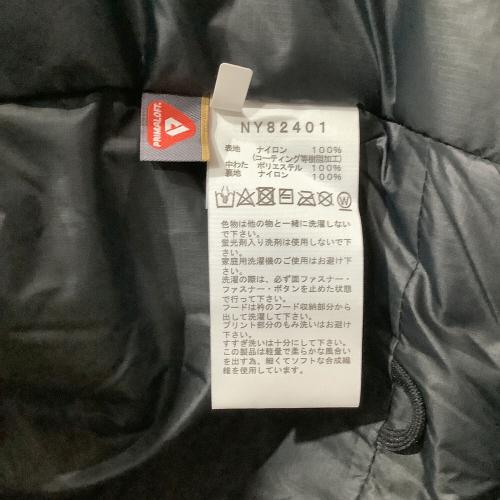 PRIMALOFT®
NY82401
表地 ナイロン 100%
(コーティング等樹脂加工)
中わた ポリエステル 100%
裏地 ナイロン 100%
色物は他の物と一緒に洗濯しない
で下さい。
蛍光剤入り洗剤は使用しないで下
さい。
家庭用洗濯機のご使用はお避け下
さい。
洗濯の際は、必ず面ファスナー・
ファスナー・ボタンを止めた状態
で行って下さい。
フードは衿のフード収納部分から
出して洗濯して下さい。
プリント部分のもみ洗いはお避け
下さい。
すすぎ洗いは十分にして下さい。
この製品は軽量で柔らかな風合い
を出す為、細くてソフトな合成繊
維を使用しています。